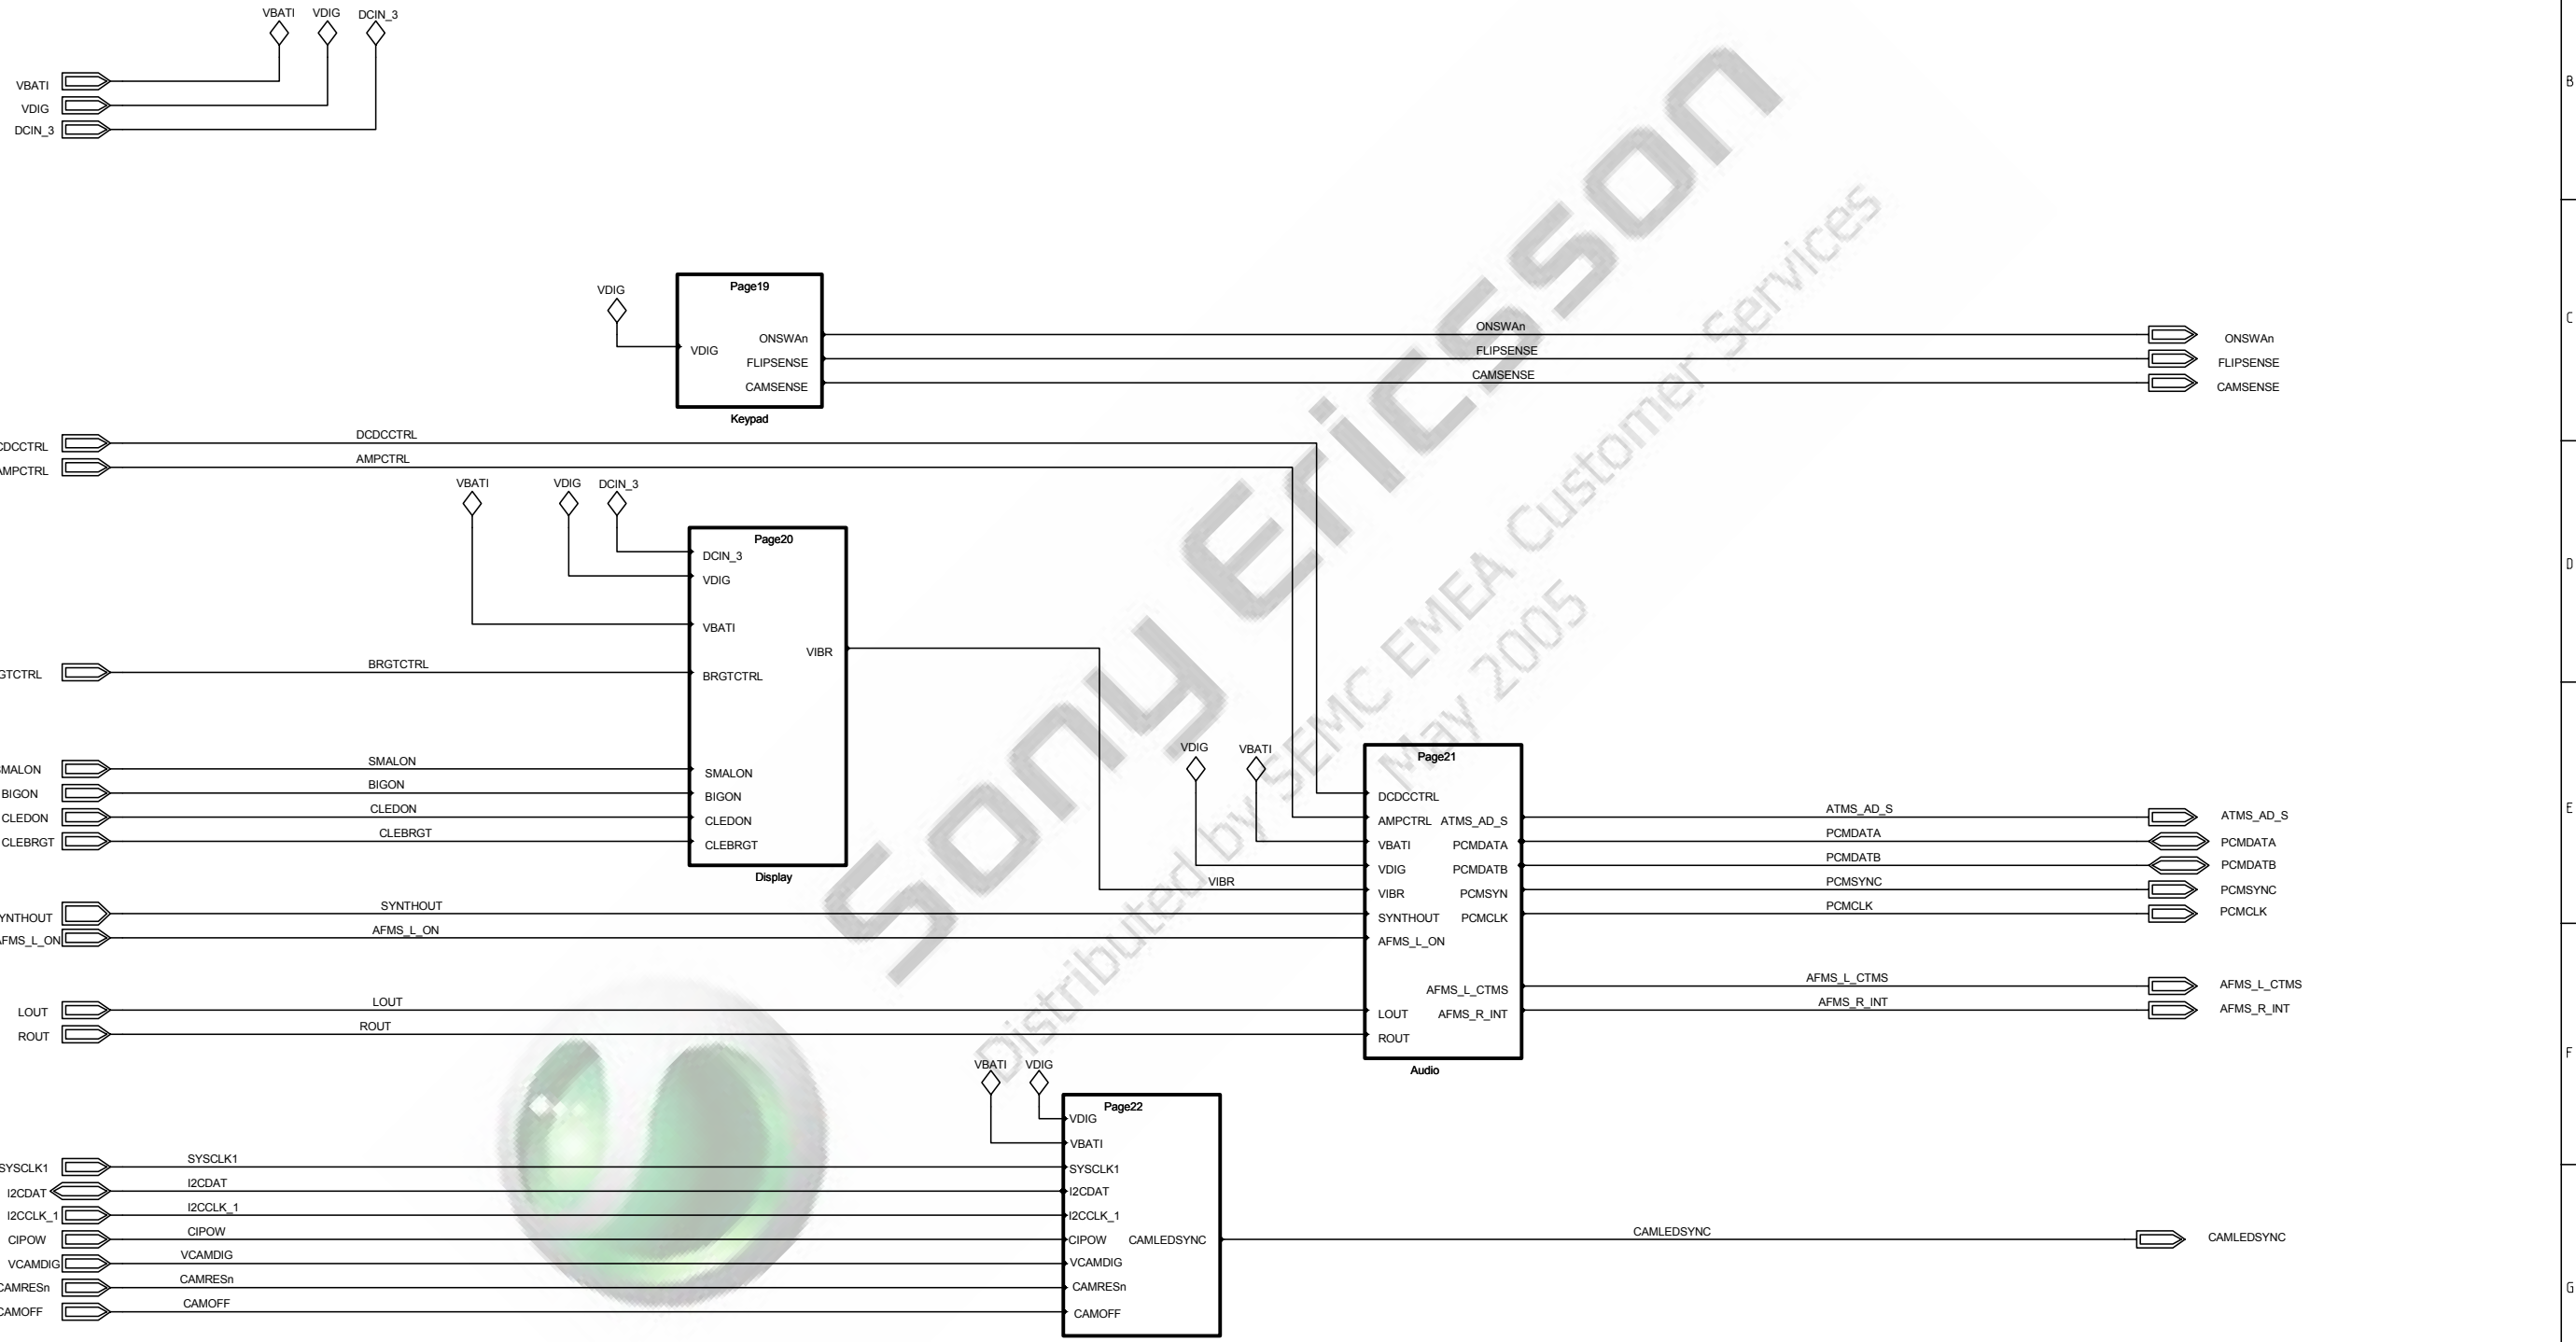 VBATI VDIG DCIN_3
VBATI
VDIG
DCIN_3
B
Page19
VDIG
VDIG
ONSWAn
FLIPSENSE
CAMSENSE
Keypad
ONSWAn
FLIPSENSE
CAMSENSE
ONSWAn
FLIPSENSE
CAMSENSE
C
CDCCTRL
DCDCCTRL
AMPCTRL
AMPCTRL
VBATI VDIG DCIN_3
Page20
DCIN_3
VDIG
VBATI
VIBR
BRGTCTRL
SMALON
BIGON
CLEDON
CLEBRGT
Display
D
GTCTRL
BRGTCTRL
MALON
SMALON
BIGON
BIGON
CLEDON
CLEDON
CLEBRGT
CLEBRGT
VDIG VBATI
VIBR
Page21
DCDCCTRL
AMPCTRL ATMS_AD_S
VBATI PCMDATA
VDIG PCMDATB
VIBR PCMSYN
SYNTHOUT PCMCLK
AFMS_L_ON
AFMS_L_CTMS
LOUT AFMS_R_INT
ROUT
Audio
ATMS_AD_S ATMS_AD_S
PCMDATA PCMDATA
PCMDATB PCMDATB
PCMSYNC PCMSYNC
PCMCLK PCMCLK
AFMS_L_CTMS AFMS_L_CTMS
AFMS_R_INT AFMS_R_INT
E
YNTHOUT
SYNTHOUT
AFMS_L_ON
AFMS_L_ON
LOUT
LOUT
ROUT
ROUT
F
VBATI VDIG
Page22
VDIG
VBATI
SYSCLK1
I2CDAT
I2CCLK_1
CIPOW CAMLEDSYNC
VCAMDIG
CAMRESn
CAMOFF
SYSCLK1 SYSCLK1
I2CDAT I2CDAT
I2CCLK_1 I2CCLK_1
CIPOW CIPOW
VCAMDIG VCAMDIG
CAMRESn CAMRESn
CAMOFF CAMOFF
CAMLEDSYNC CAMLEDSYNC
G
Sony Ericsson
Distributed by SEMC EMEA Customer Services
May 2005